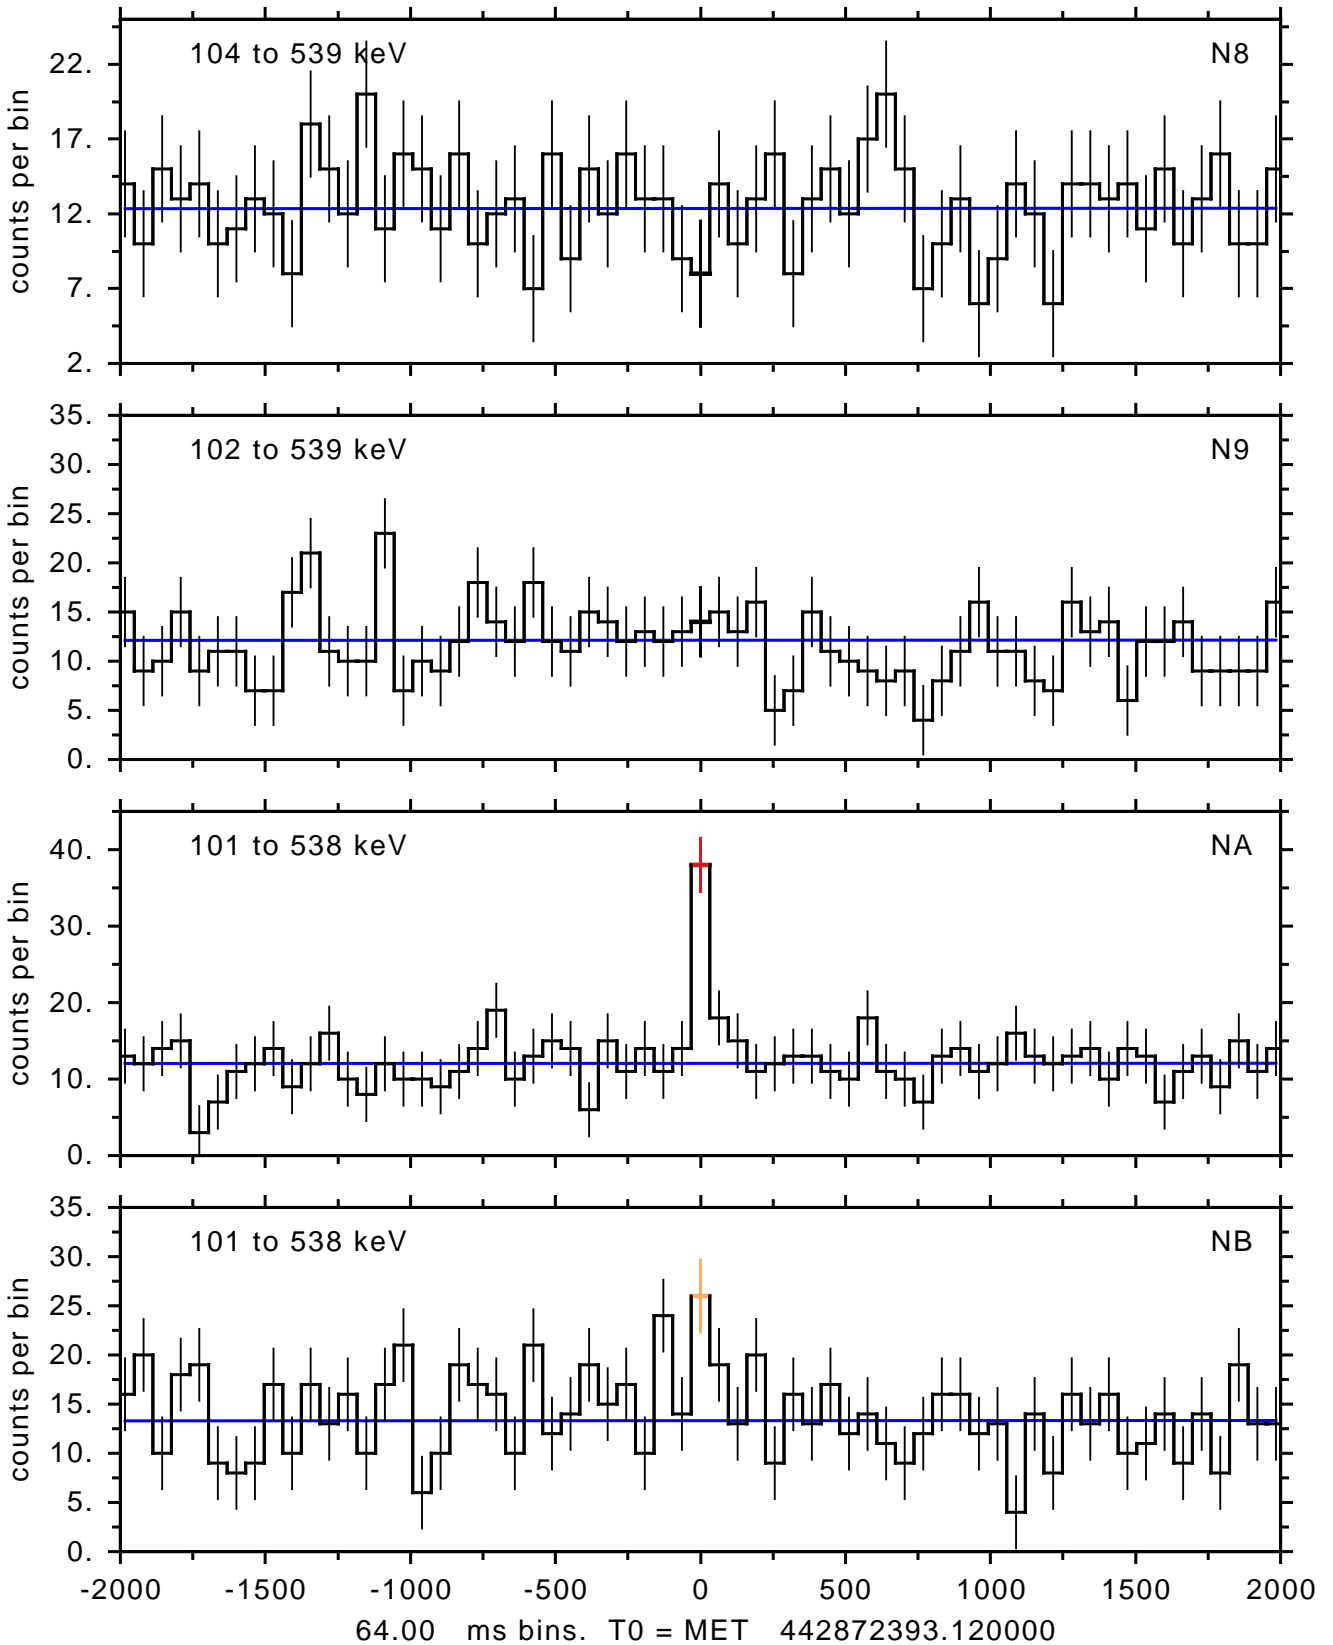 104 to 539 keV N8
counts per bin
22.
17.
12.
7.
2.
102 to 539 keV N9
counts per bin
35.
30.
25.
20.
15.
10.
5.
0.
101 to 538 keV NA
counts per bin
40.
30.
20.
10.
0.
101 to 538 keV NB
counts per bin
35.
30.
25.
20.
15.
10.
5.
0.
-2000 -1500 -1000 -500 0 500 1000 1500 2000
64.00 ms bins. T0 = MET 442872393.120000